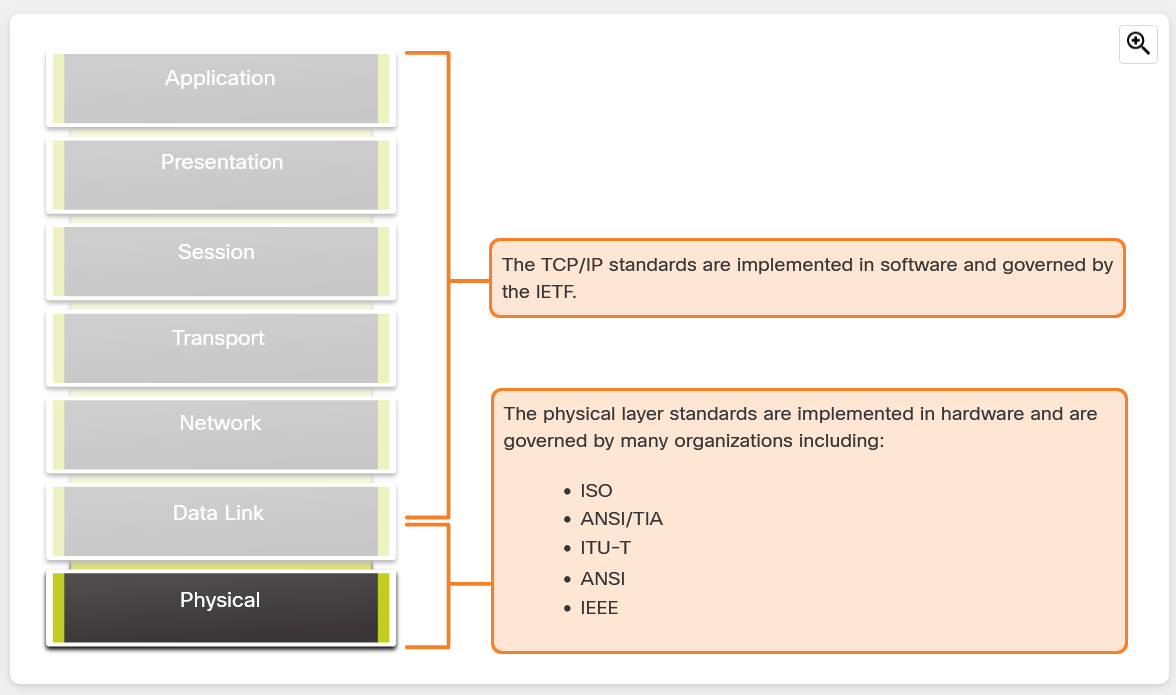 Application
Presentation
Session
Transport
Network
Data Link
Physical
The TCP/IP standards are implemented in software and governed by
the IETF.
The physical layer standards are implemented in hardware and are
governed by many organizations including:
• ISO
• ANSI/TIA
• ITU-T
• ANSI
• IEEE